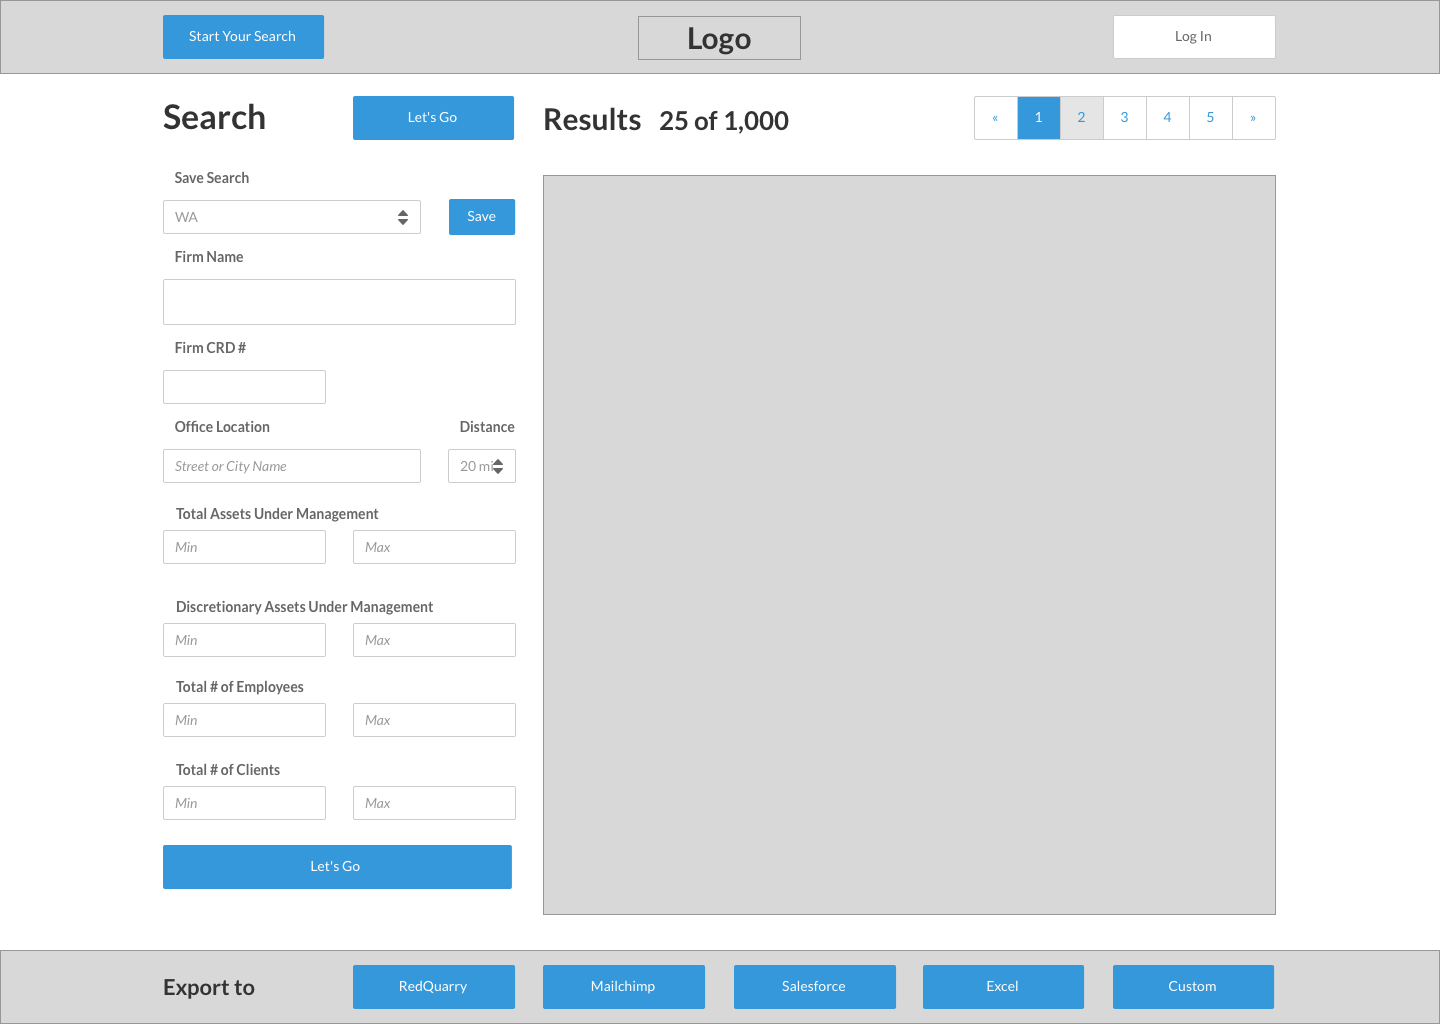 Start Your Search
Logo
Log In
Search
Let's Go
Results 25 of 1,000
« 1 2 3 4 5 »
Save Search
WA
Save
Firm Name
Firm CRD #
Office Location
Distance
Street or City Name
20 mi
Total Assets Under Management
Min
Max
Discretionary Assets Under Management
Min
Max
Total # of Employees
Min
Max
Total # of Clients
Min
Max
Let's Go
Export to
RedQuarry
Mailchimp
Salesforce
Excel
Custom